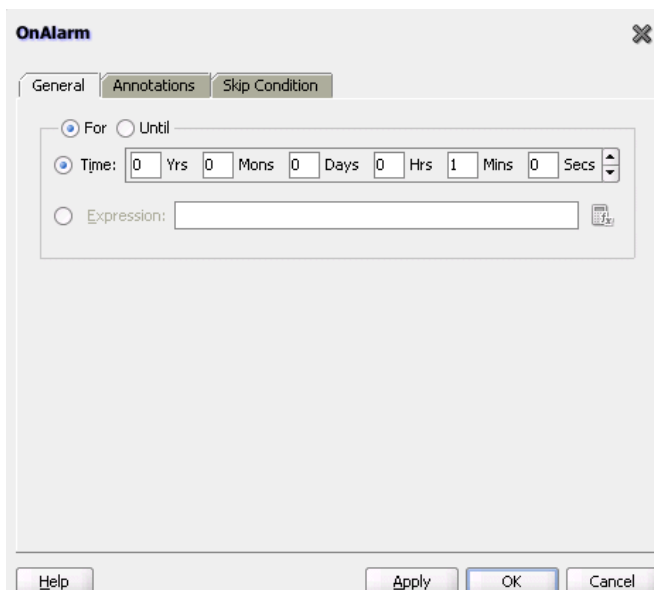 OnAlarm
General Annotations Skip Condition
For Until
Time: 0 Yrs 0 Mons 0 Days 0 Hrs 1 Mins 0 Secs
Expression:
Help Apply OK Cancel